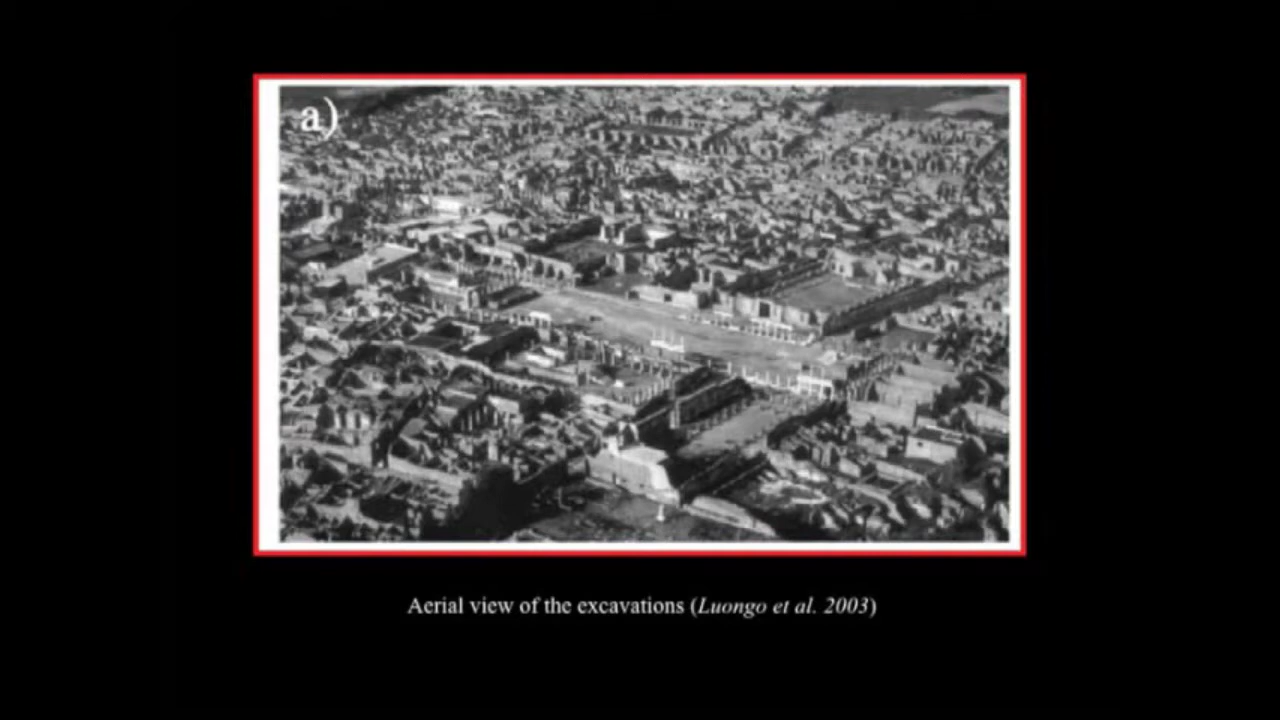 a)
Aerial view of the excavations (Luongo et al. 2003)